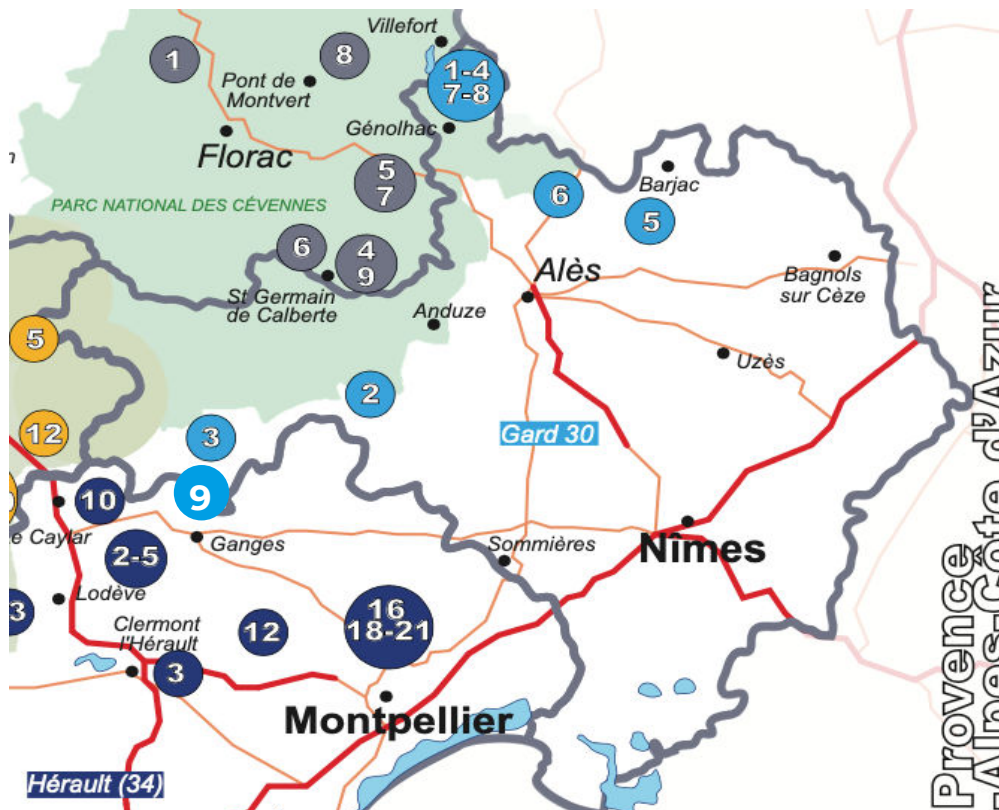 Villefort
1
8
1-4
7-8
Pont de
Montvert
Génolhac
Florac
5
7
Barjac
6
5
PARC NATIONAL DES CÉVENNES
6
4
9
Alès
Bagnols
sur Cèze
St Germain
de Calberte
Anduze
5
Uzès
2
12
3
Gard 30
9
10
Caylar
Ganges
Sommières
Nîmes
2-5
Lodève
3
16
18-21
Clermont
l'Hérault
12
3
Montpellier
Hérault (34)
Provence
-Alpes-Côte d'Azur